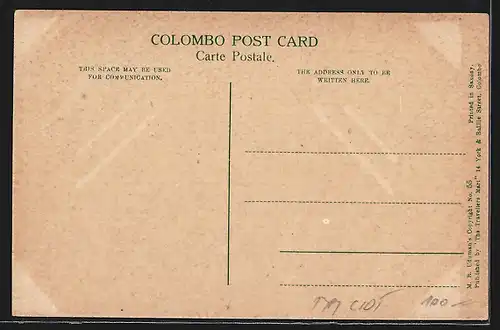 COLOMBO POST CARD
Carte Postale.
THIS SPACE MAY BE USED
FOR COMMUNICATION.
THE ADDRESS ONLY TO BE
WRITTEN HERE.
M. R. Uduman's Copyright No. 55 Printed in Saxony.
Published by "The Travellers Mart" 14 York & Baillie Street, Colombo
100